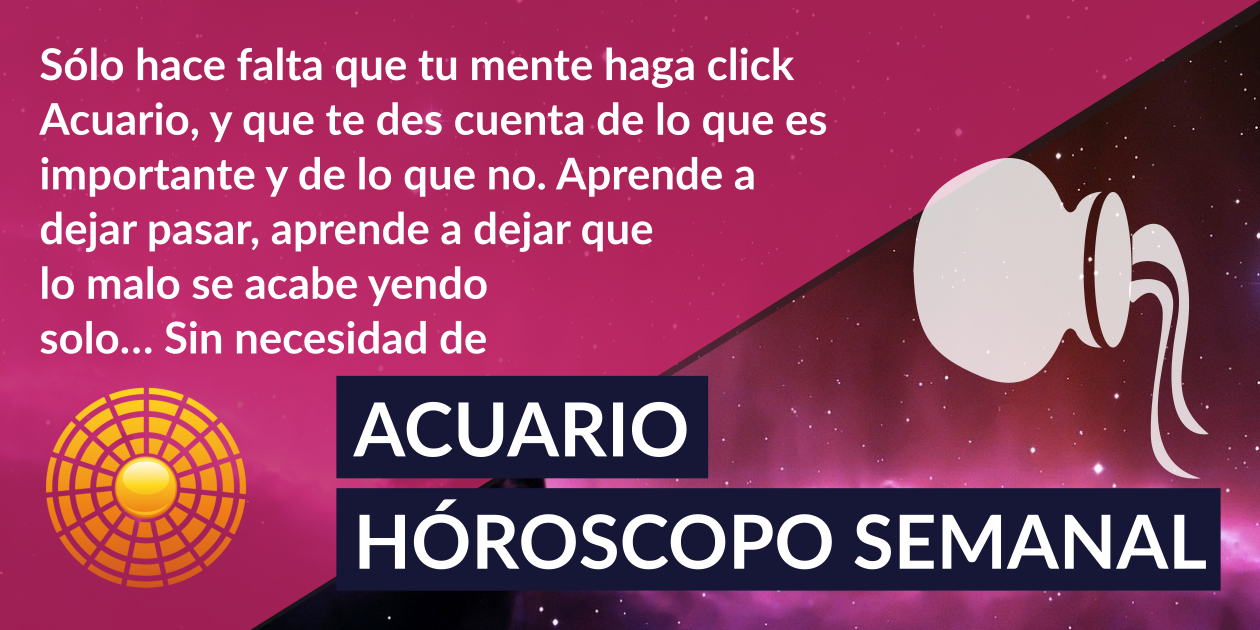 Sólo hace falta que tu mente haga click
Acuario, y que te des cuenta de lo que es
importante y de lo que no. Aprende a
dejar pasar, aprende a dejar que
lo malo se acabe yendo
solo... Sin necesidad de
ACUARIO
HÓROSCOPO SEMANAL